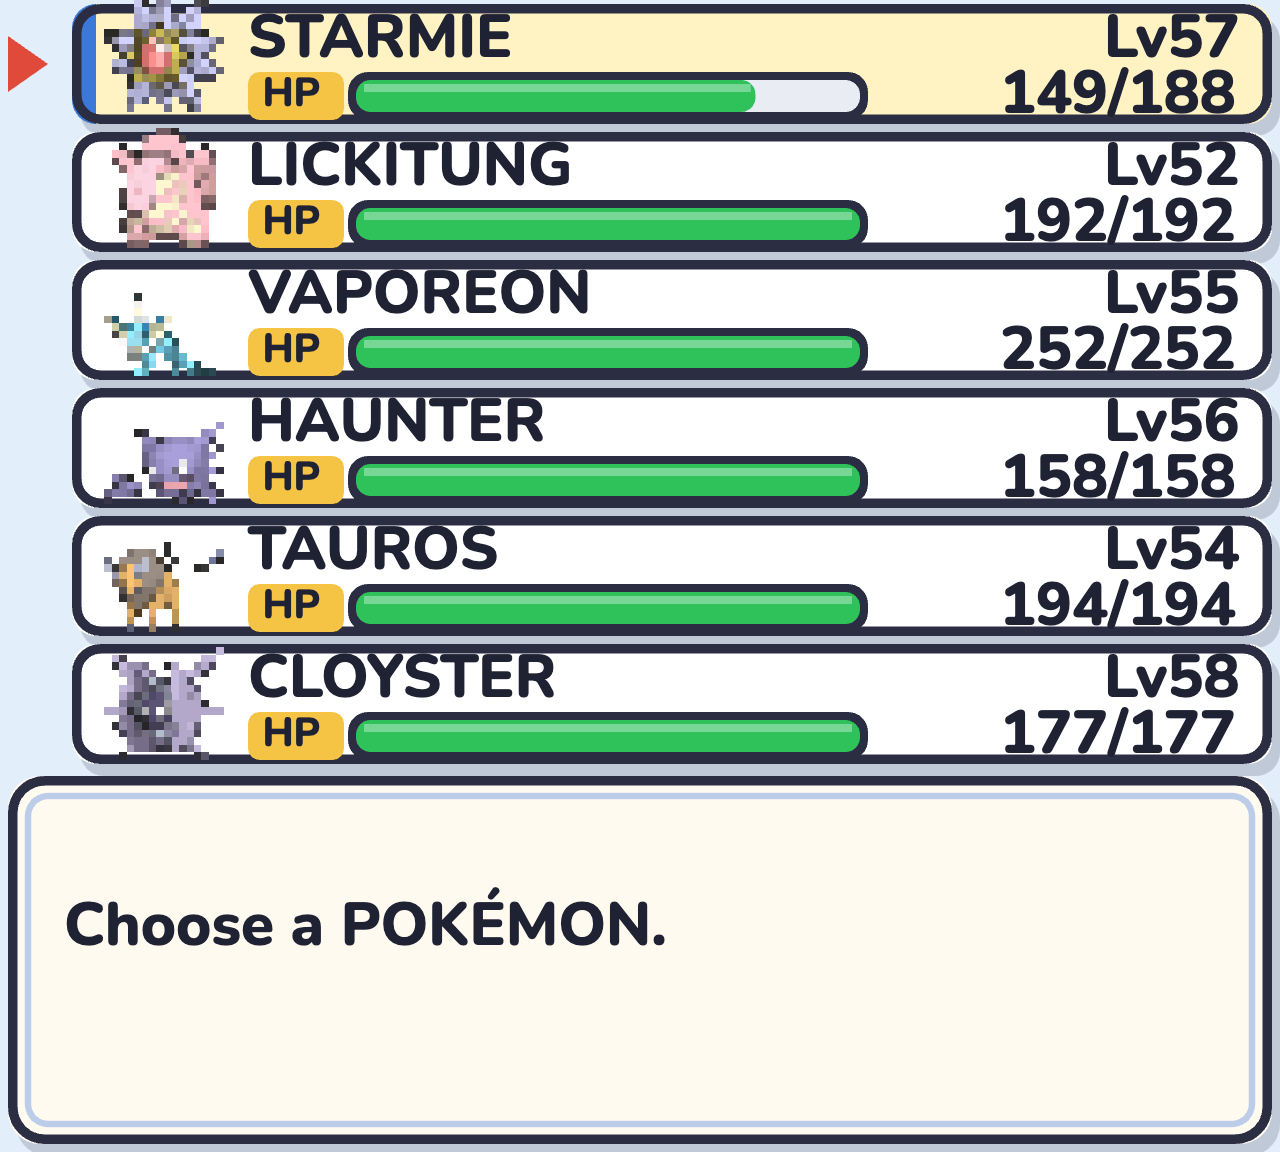 STARMIE Lv57
HP 149/188
LICKITUNG Lv52
HP 192/192
VAPOREON Lv55
HP 252/252
HAUNTER Lv56
HP 158/158
TAUROS Lv54
HP 194/194
CLOYSTER Lv58
HP 177/177
Choose a POKÉMON.